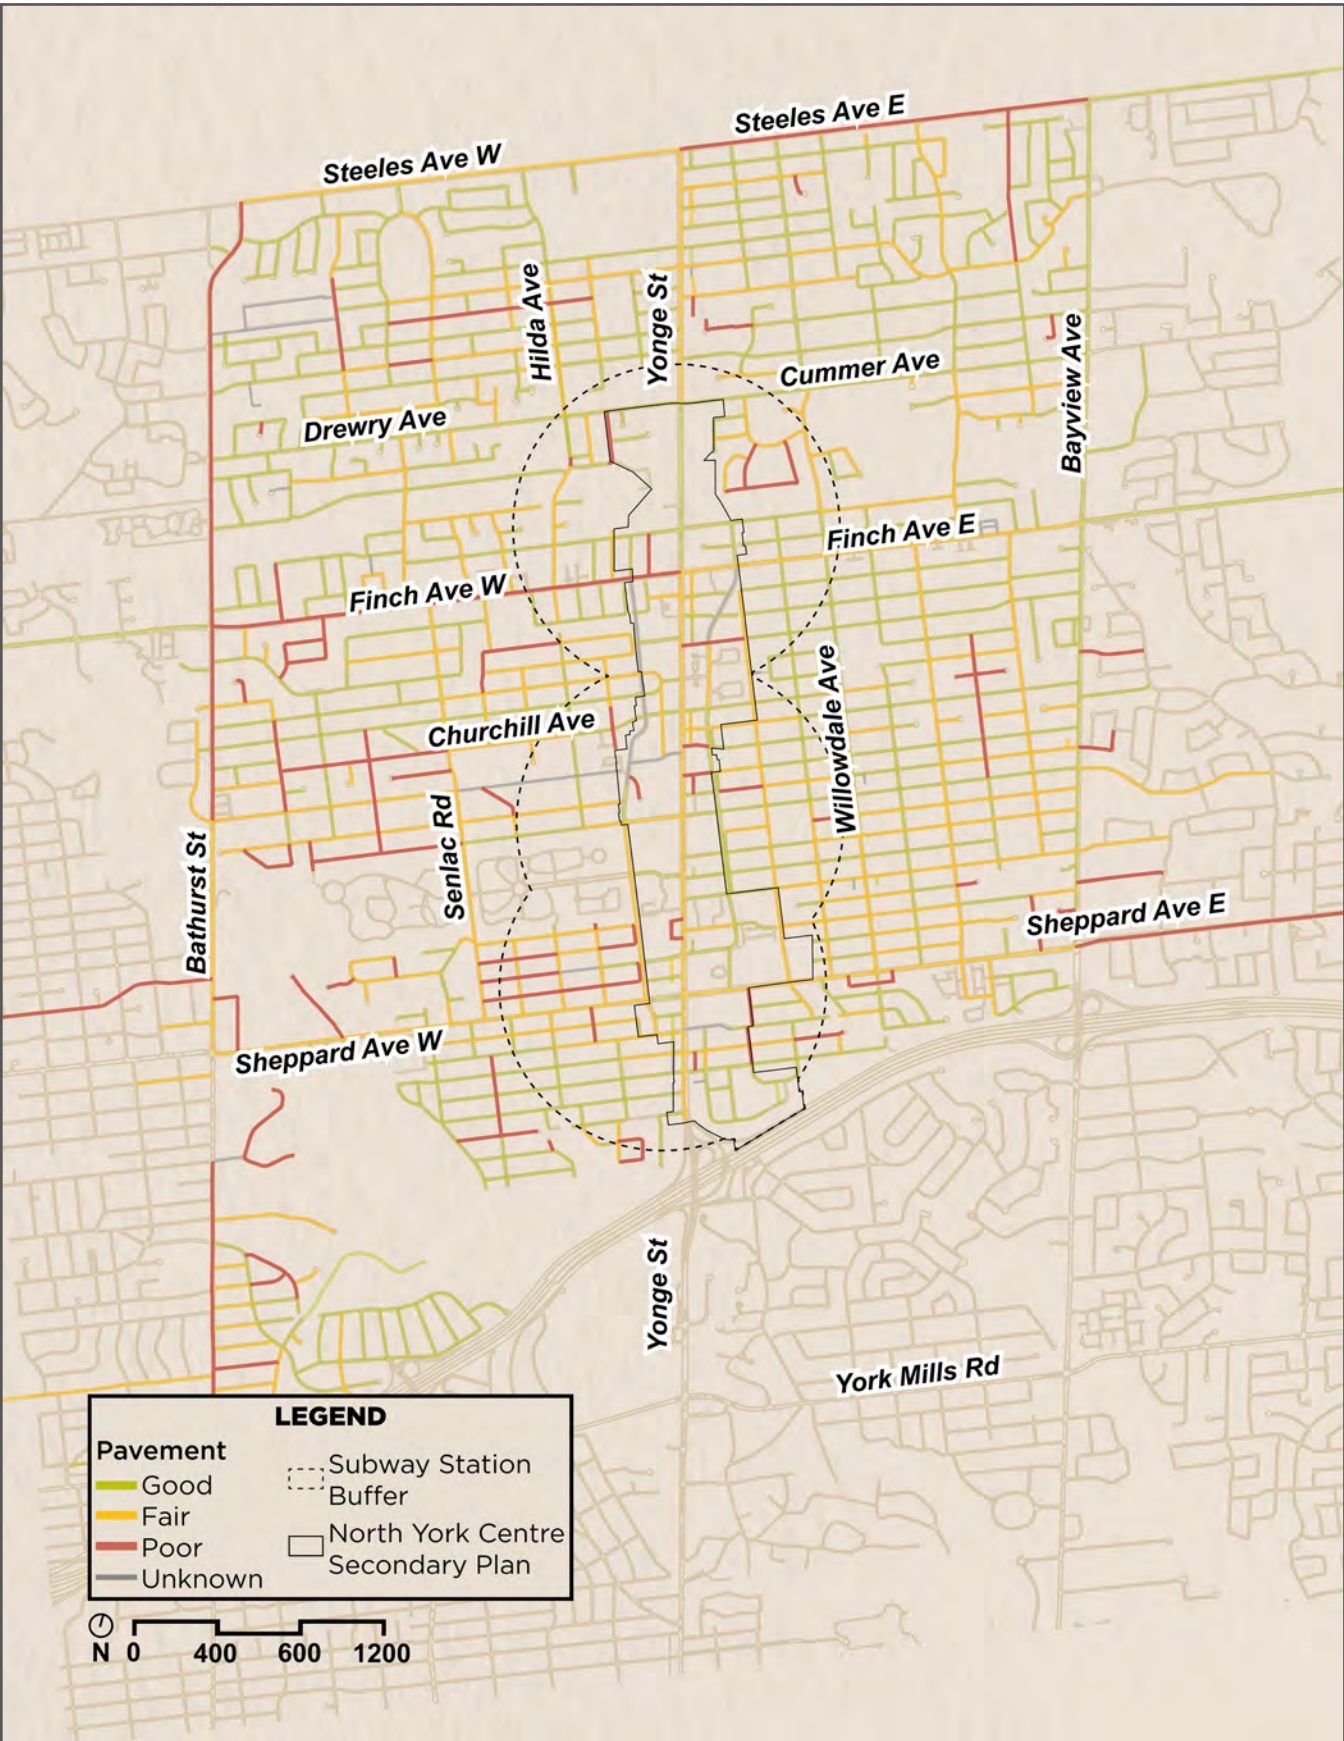 Steeles Ave E
Steeles Ave W
Hilda Ave
Yonge St
Bayview Ave
Cummer Ave
Drewry Ave
Finch Ave E
Finch Ave W
Willowdale Ave
Churchill Ave
Senlac Rd
Bathurst St
Sheppard Ave E
Sheppard Ave W
Yonge St
York Mills Rd
LEGEND
Pavement
Good
Fair
Poor
Unknown
Subway Station
Buffer
North York Centre
Secondary Plan
N 0 400 600 1200